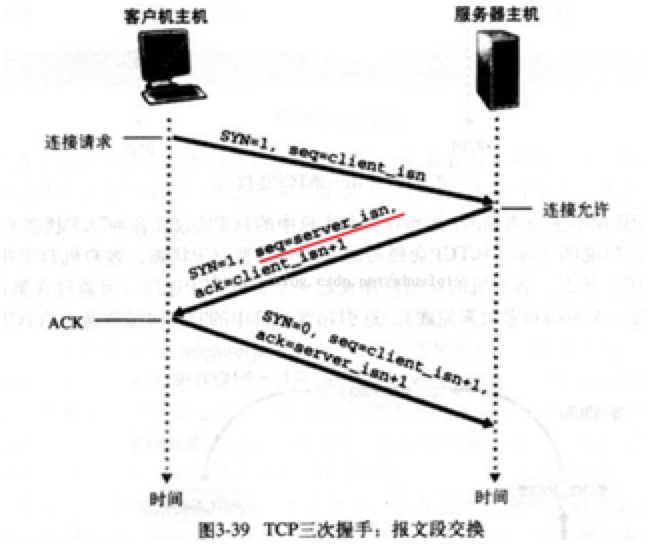 客户机主机
服务器主机
连接请求
SYN=1, seq=client_isn
连接允许
SYN=1, seq=server_isn,
ack=client_isn+1
ACK
SYN=0, seq=client_isn+1,
ack=server_isn+1
时间
时间
图3-39 TCP三次握手：报文段交换